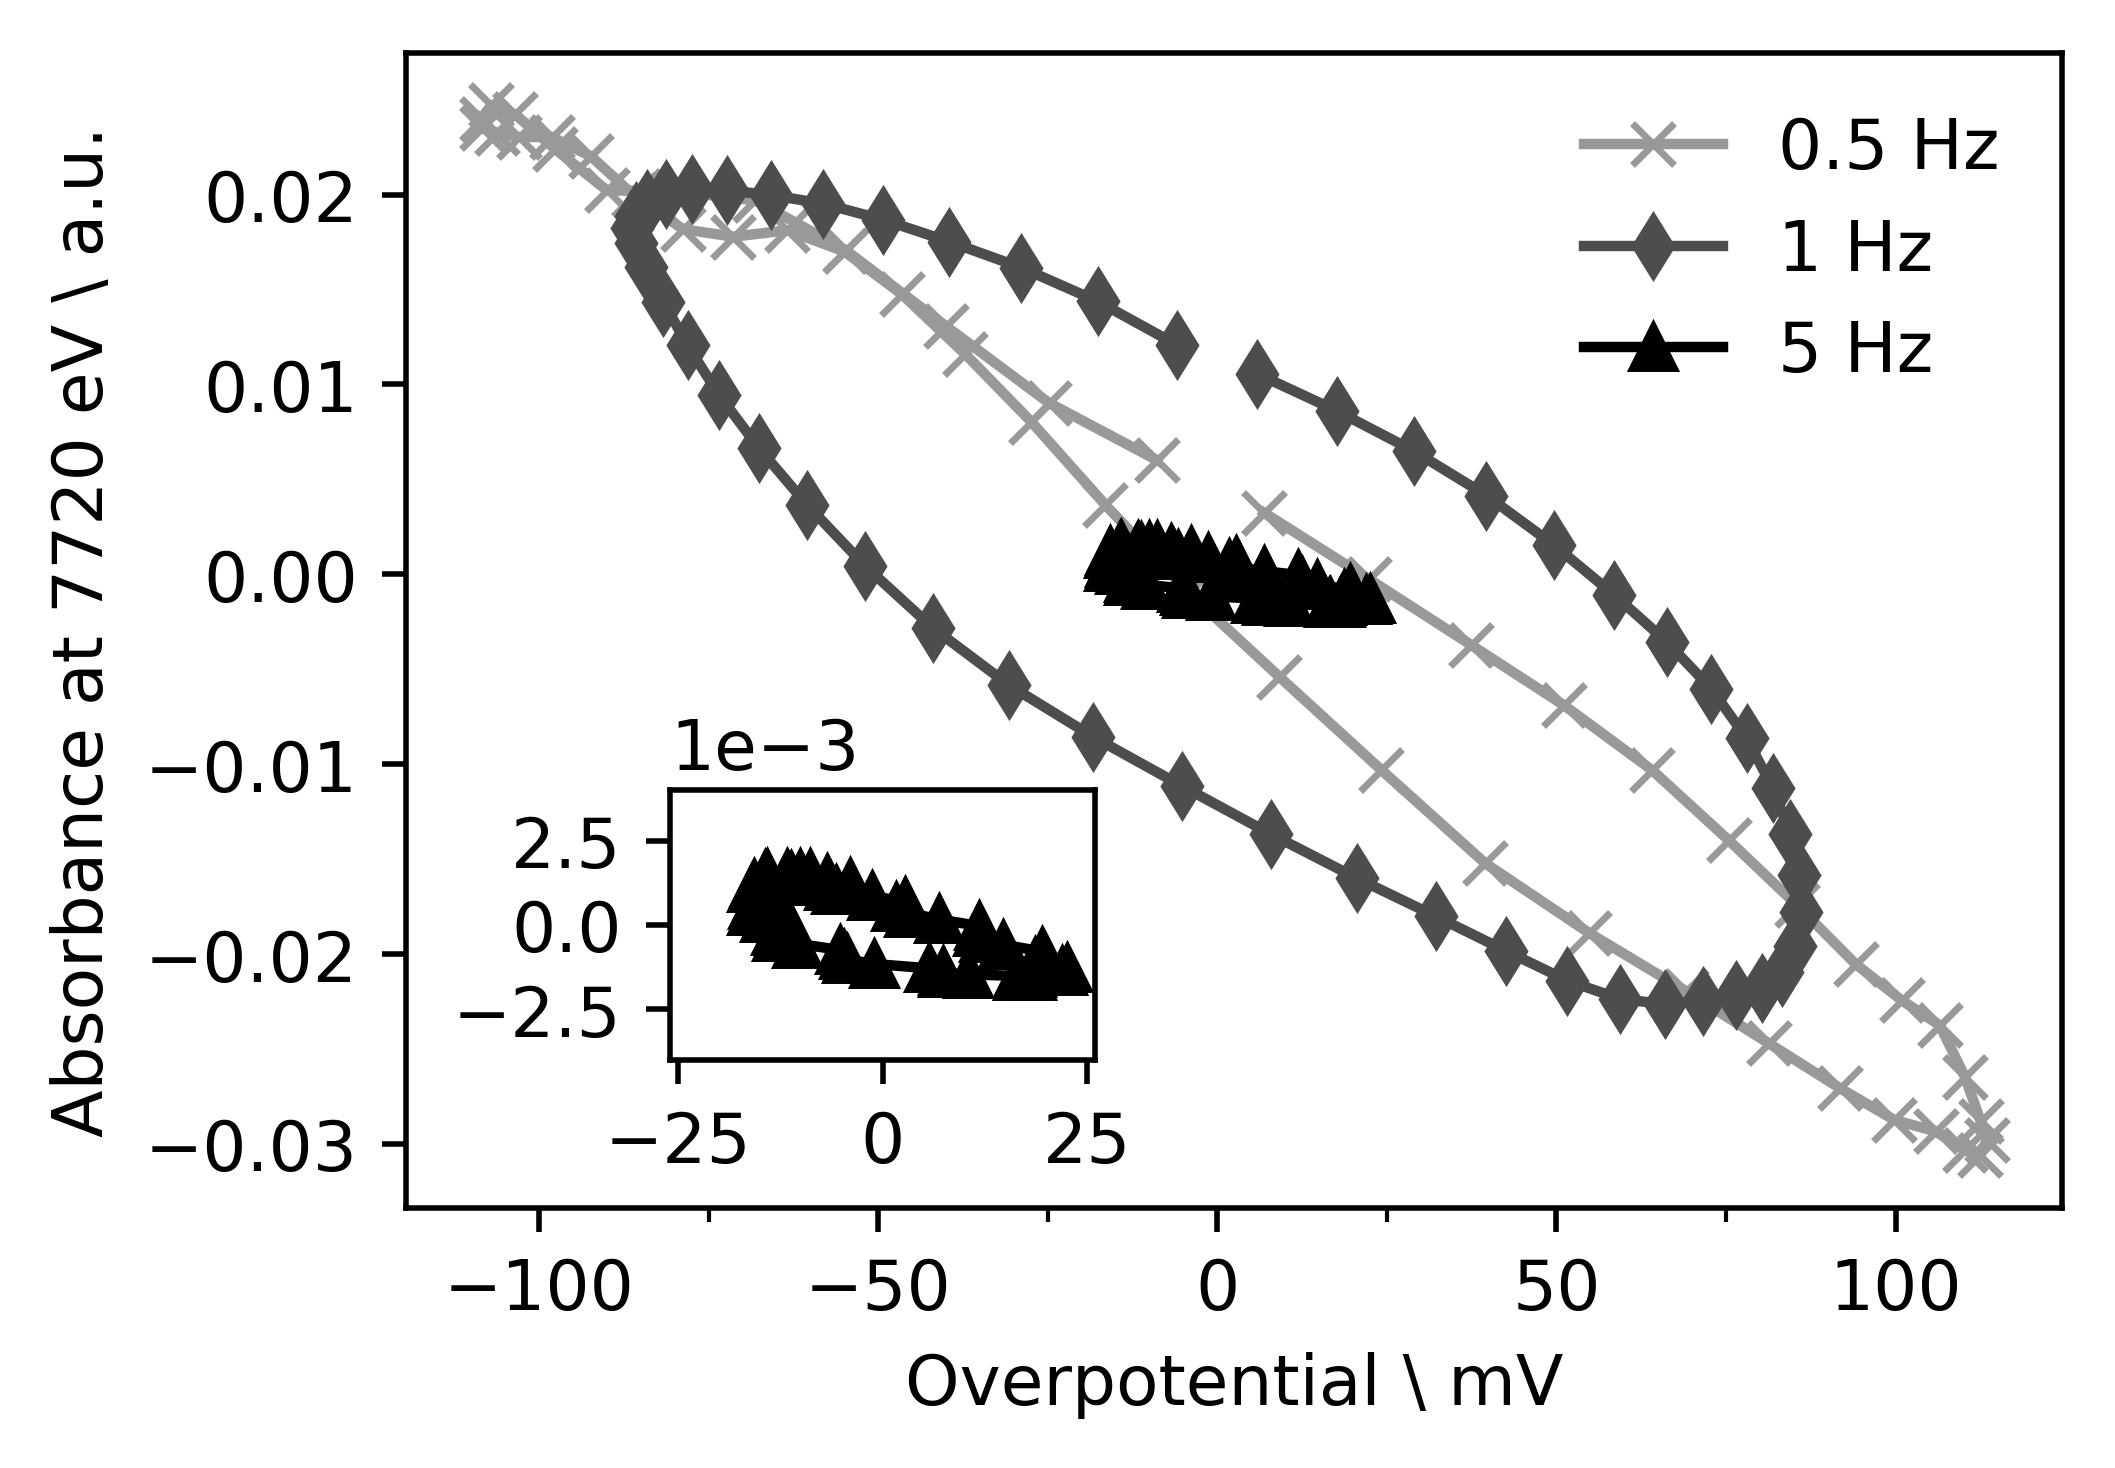 Absorbance at 7720 eV \ a.u.
0.02
0.01
0.00
−0.01
−0.02
−0.03
0.5 Hz
1 Hz
5 Hz
1e−3
2.5
0.0
−2.5
−25 0 25
−100 −50 0 50 100
Overpotential \ mV